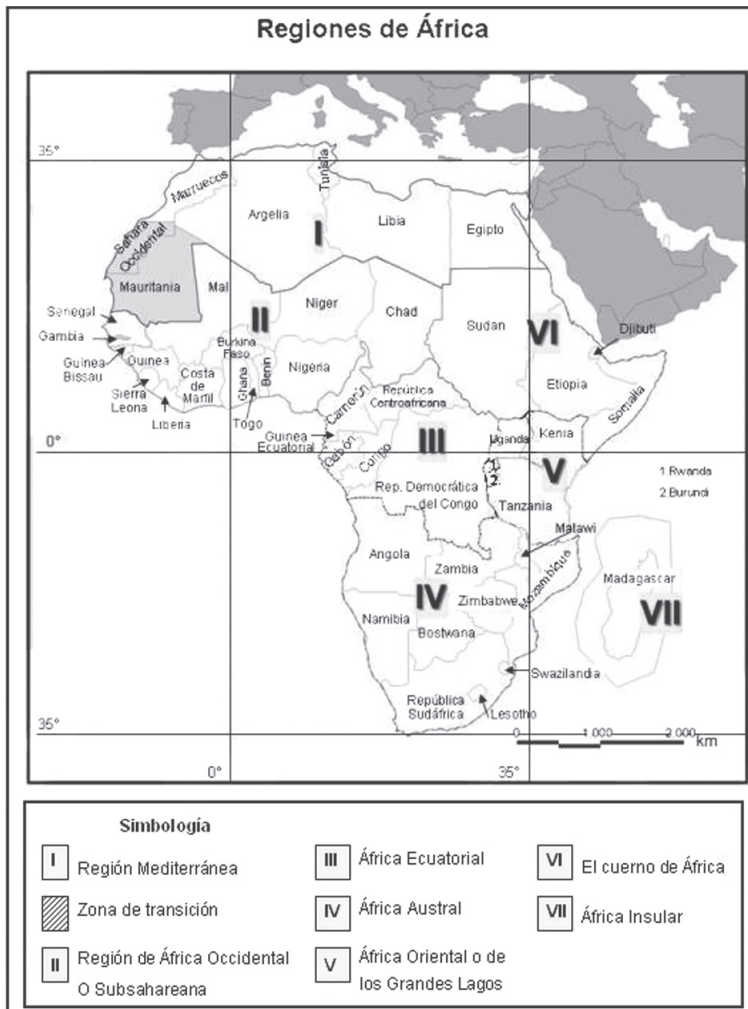 Regiones de África
35°
Marruecos
Tunisia
Argelia
Libia
Egipto
I
Sahara
Occidental
Mauritania
Mal
Niger
Chad
Sudan
II
VI
Senegal
Gambia
Guinea
Bissau
Guinea
Sierra
Leona
Liberia
Costa
de
Marfil
Burkina
Faso
Ghana
Togo
Benin
Nigeria
Djibuti
Etiopia
Somalia
Camerún
República
Centroafricana
Guinea
Ecuatorial
Gabón
Congo
III
Uganda
Kenia
0°
V
Rep. Democrática
del Congo
1
2
Tanzania
1 Rwanda
2.Burundi
Malawi
Angola
Zambia
Mozambique
Madagascar
IV
Zimbabwe
VII
Namibia
Bostwana
Swazilandia
República
Sudáfrica
Lesotho
35°
0 1.000 2.000
km
0°
35°
Simbología
I Región Mediterránea
Zona de transición
II Región de África Occidental
O Subsahareana
III África Ecuatorial
IV África Austral
V África Oriental o de
los Grandes Lagos
VI El cuerno de África
VII África Insular